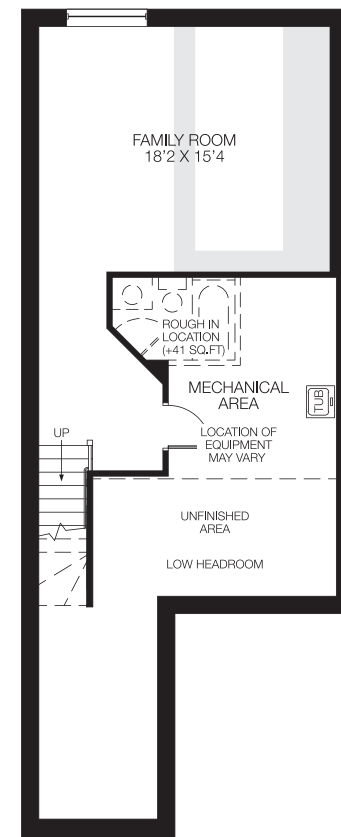 FAMILY ROOM
18'2 X 15'4
ROUGH IN
LOCATION
(+41 SQ.FT)
MECHANICAL
AREA
TUB
LOCATION OF
EQUIPMENT
MAY VARY
UP
UNFINISHED
AREA
LOW HEADROOM